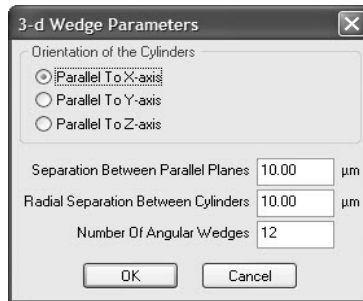 3-d Wedge Parameters
Orientation of the Cylinders
Parallel To X-axis
Parallel To Y-axis
Parallel To Z-axis
Separation Between Parallel Planes 10.00 µm
Radial Separation Between Cylinders 10.00 µm
Number Of Angular Wedges 12
OK Cancel